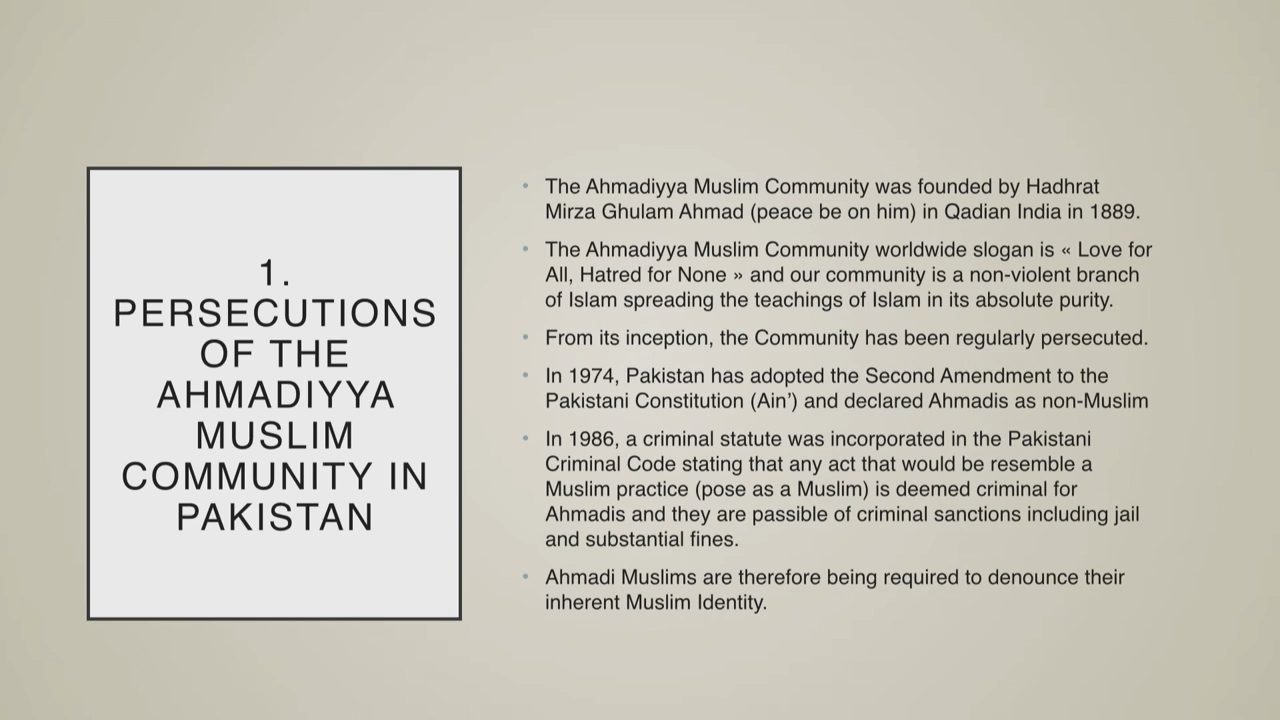 1.
PERSECUTIONS
OF THE
AHMADIYYA
MUSLIM
COMMUNITY IN
PAKISTAN
• The Ahmadiyya Muslim Community was founded by Hadhrat
Mirza Ghulam Ahmad (peace be on him) in Qadian India in 1889.
• The Ahmadiyya Muslim Community worldwide slogan is « Love for
All, Hatred for None » and our community is a non-violent branch
of Islam spreading the teachings of Islam in its absolute purity.
• From its inception, the Community has been regularly persecuted.
• In 1974, Pakistan has adopted the Second Amendment to the
Pakistani Constitution (Ain’) and declared Ahmadis as non-Muslim
• In 1986, a criminal statute was incorporated in the Pakistani
Criminal Code stating that any act that would be resemble a
Muslim practice (pose as a Muslim) is deemed criminal for
Ahmadis and they are passible of criminal sanctions including jail
and substantial fines.
• Ahmadi Muslims are therefore being required to denounce their
inherent Muslim Identity.